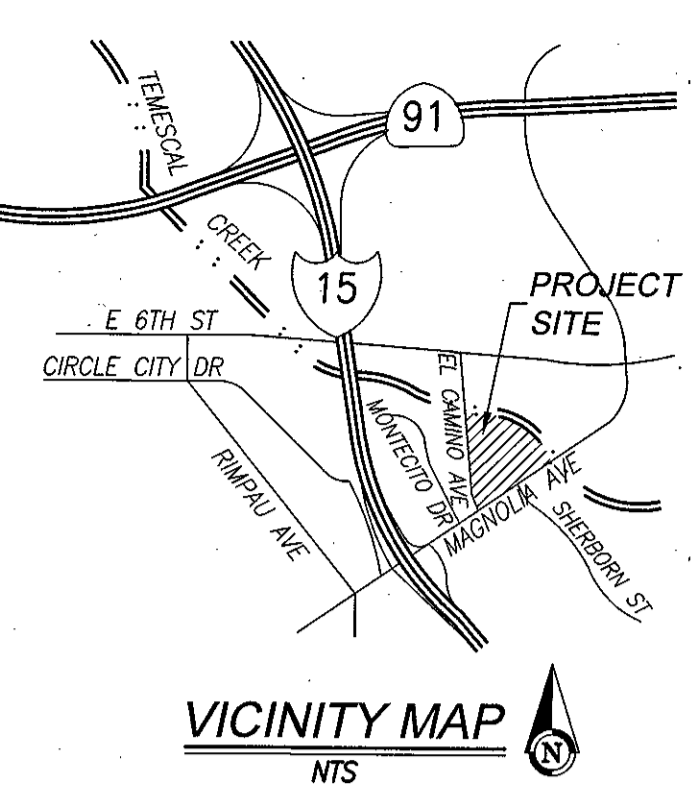 TEMESCAL
CREEK
91
15
PROJECT
SITE
E 6TH ST
CIRCLE CITY DR
EL CAMINO AVE
MONTECITO DR
RIMPAU AVE
MAGNOLIA AVE
SHERBORN ST
VICINITY MAP
N
NTS